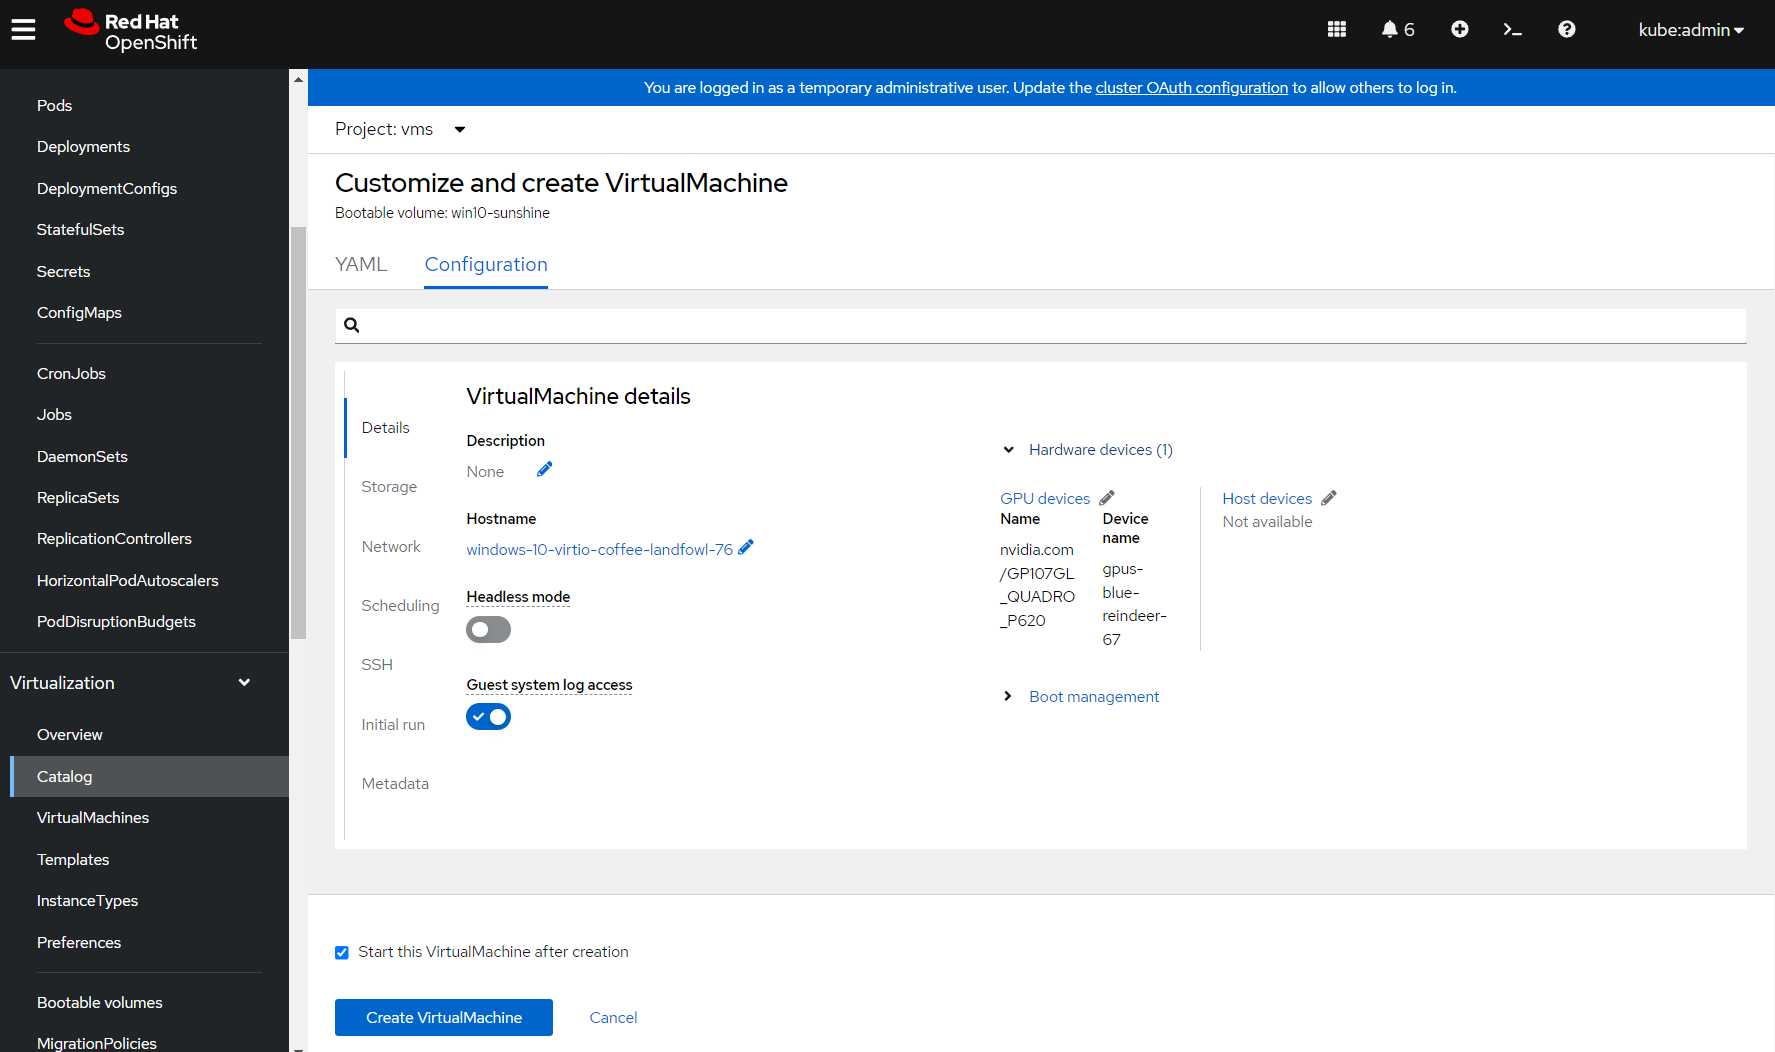 Red Hat
OpenShift
6
kube:admin
Pods
Deployments
DeploymentConfigs
StatefulSets
Secrets
ConfigMaps
CronJobs
Jobs
DaemonSets
ReplicaSets
ReplicationControllers
HorizontalPodAutoscalers
PodDisruptionBudgets
Virtualization
Overview
Catalog
VirtualMachines
Templates
InstanceTypes
Preferences
Bootable volumes
MigrationPolicies
You are logged in as a temporary administrative user. Update the cluster OAuth configuration to allow others to log in.
Project: vms
Customize and create VirtualMachine
Bootable volume: win10-sunshine
YAML
Configuration
Details
Storage
Network
Scheduling
SSH
Initial run
Metadata
VirtualMachine details
Description
None
Hostname
windows-10-virtio-coffee-landfowl-76
Headless mode
Guest system log access
Hardware devices (1)
GPU devices
Name
nvidia.com
/GP107GL
_QUADRO
_P620
Device
name
gpus-
blue-
reindeer-
67
Host devices
Not available
Boot management
Start this VirtualMachine after creation
Create VirtualMachine
Cancel